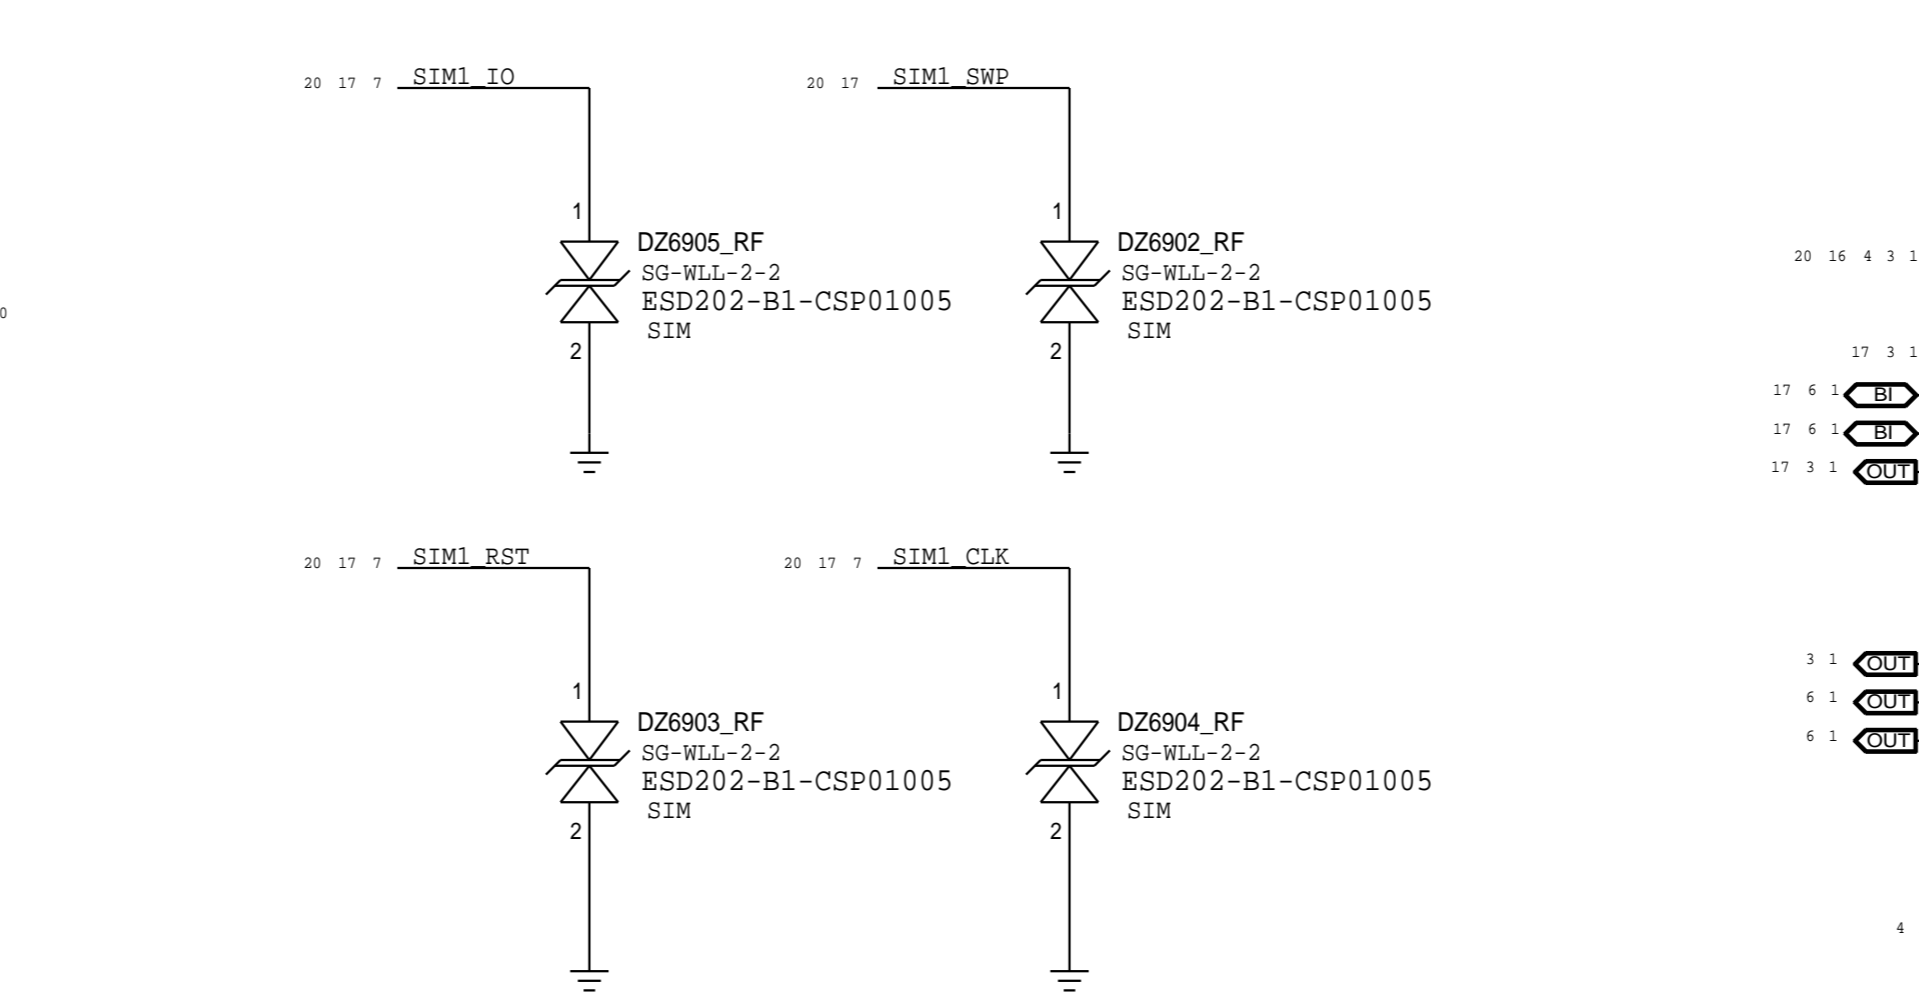 20 17 7 SIM1_IO
20 17 SIM1_SWP
1
DZ6905_RF
SG-WLL-2-2
ESD202-B1-CSP01005
SIM
2
1
DZ6902_RF
SG-WLL-2-2
ESD202-B1-CSP01005
SIM
2
0
20 16 4 3 1
17 3 1
17 6 1 BI
17 6 1 BI
17 3 1 OUT
20 17 7 SIM1_RST
20 17 7 SIM1_CLK
1
DZ6903_RF
SG-WLL-2-2
ESD202-B1-CSP01005
SIM
2
1
DZ6904_RF
SG-WLL-2-2
ESD202-B1-CSP01005
SIM
2
3 1 OUT
6 1 OUT
6 1 OUT
4